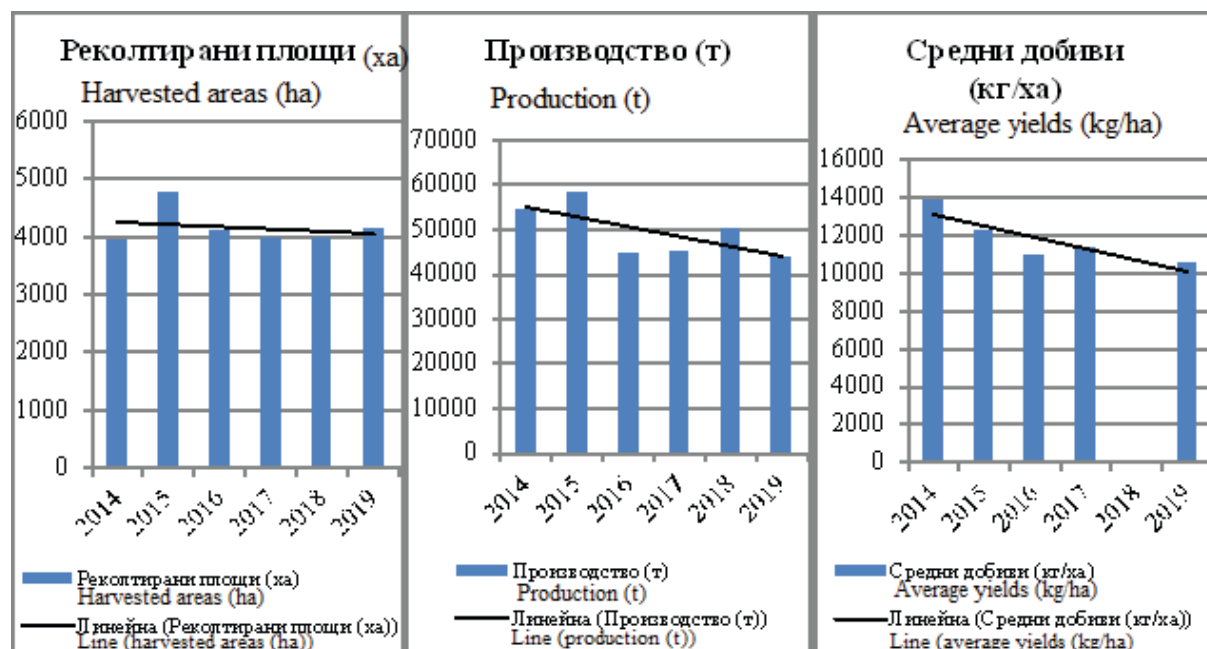 Реколтирани площи (ха)
Harvested areas (ha)
6000
5000
4000
3000
2000
1000
0
2014
2015
2016
2017
2018
2019
Реколтирани площи (ха)
Harvested areas (ha)
Линейна (Реколтирани площи (ха))
Line (harvested areas (ha))
Производство (т)
Production (t)
70000
60000
50000
40000
30000
20000
10000
0
2014
2015
2016
2017
2018
2019
Производство (т)
Production (t)
Линейна (Производство (т))
Line (production (t))
Средни добиви
(кг/ха)
Average yields (kg/ha)
16000
14000
12000
10000
8000
6000
4000
2000
0
2014
2015
2016
2017
2018
2019
Средни добиви (кг/ха)
Average yields (kg/ha)
Линейна (Средни добиви (кг/ха))
Line (average yields (kg/ha)